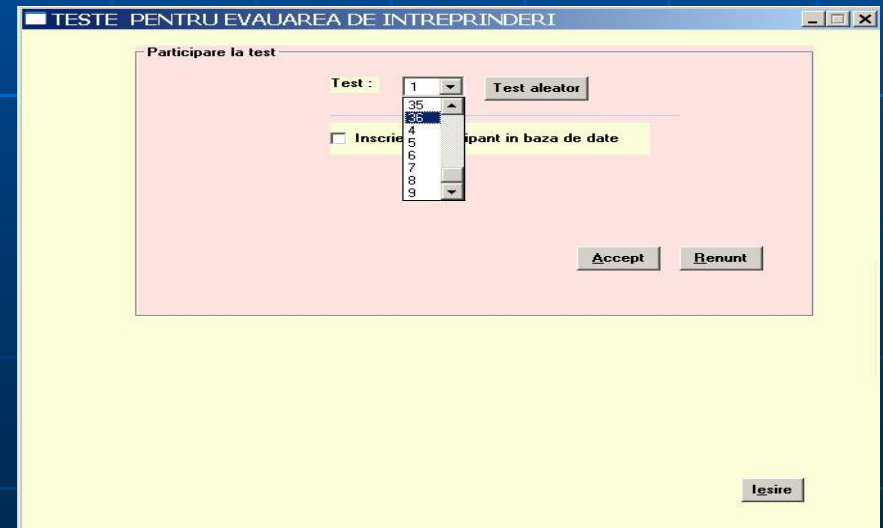 TESTE PENTRU EVAUAREA DE INTREPRINDERI
Participare la test
Test :
1
Test aleator
35
36
4
5
6
7
8
9
Inscrie ipant in baza de date
Accept
Renunt
Iesire